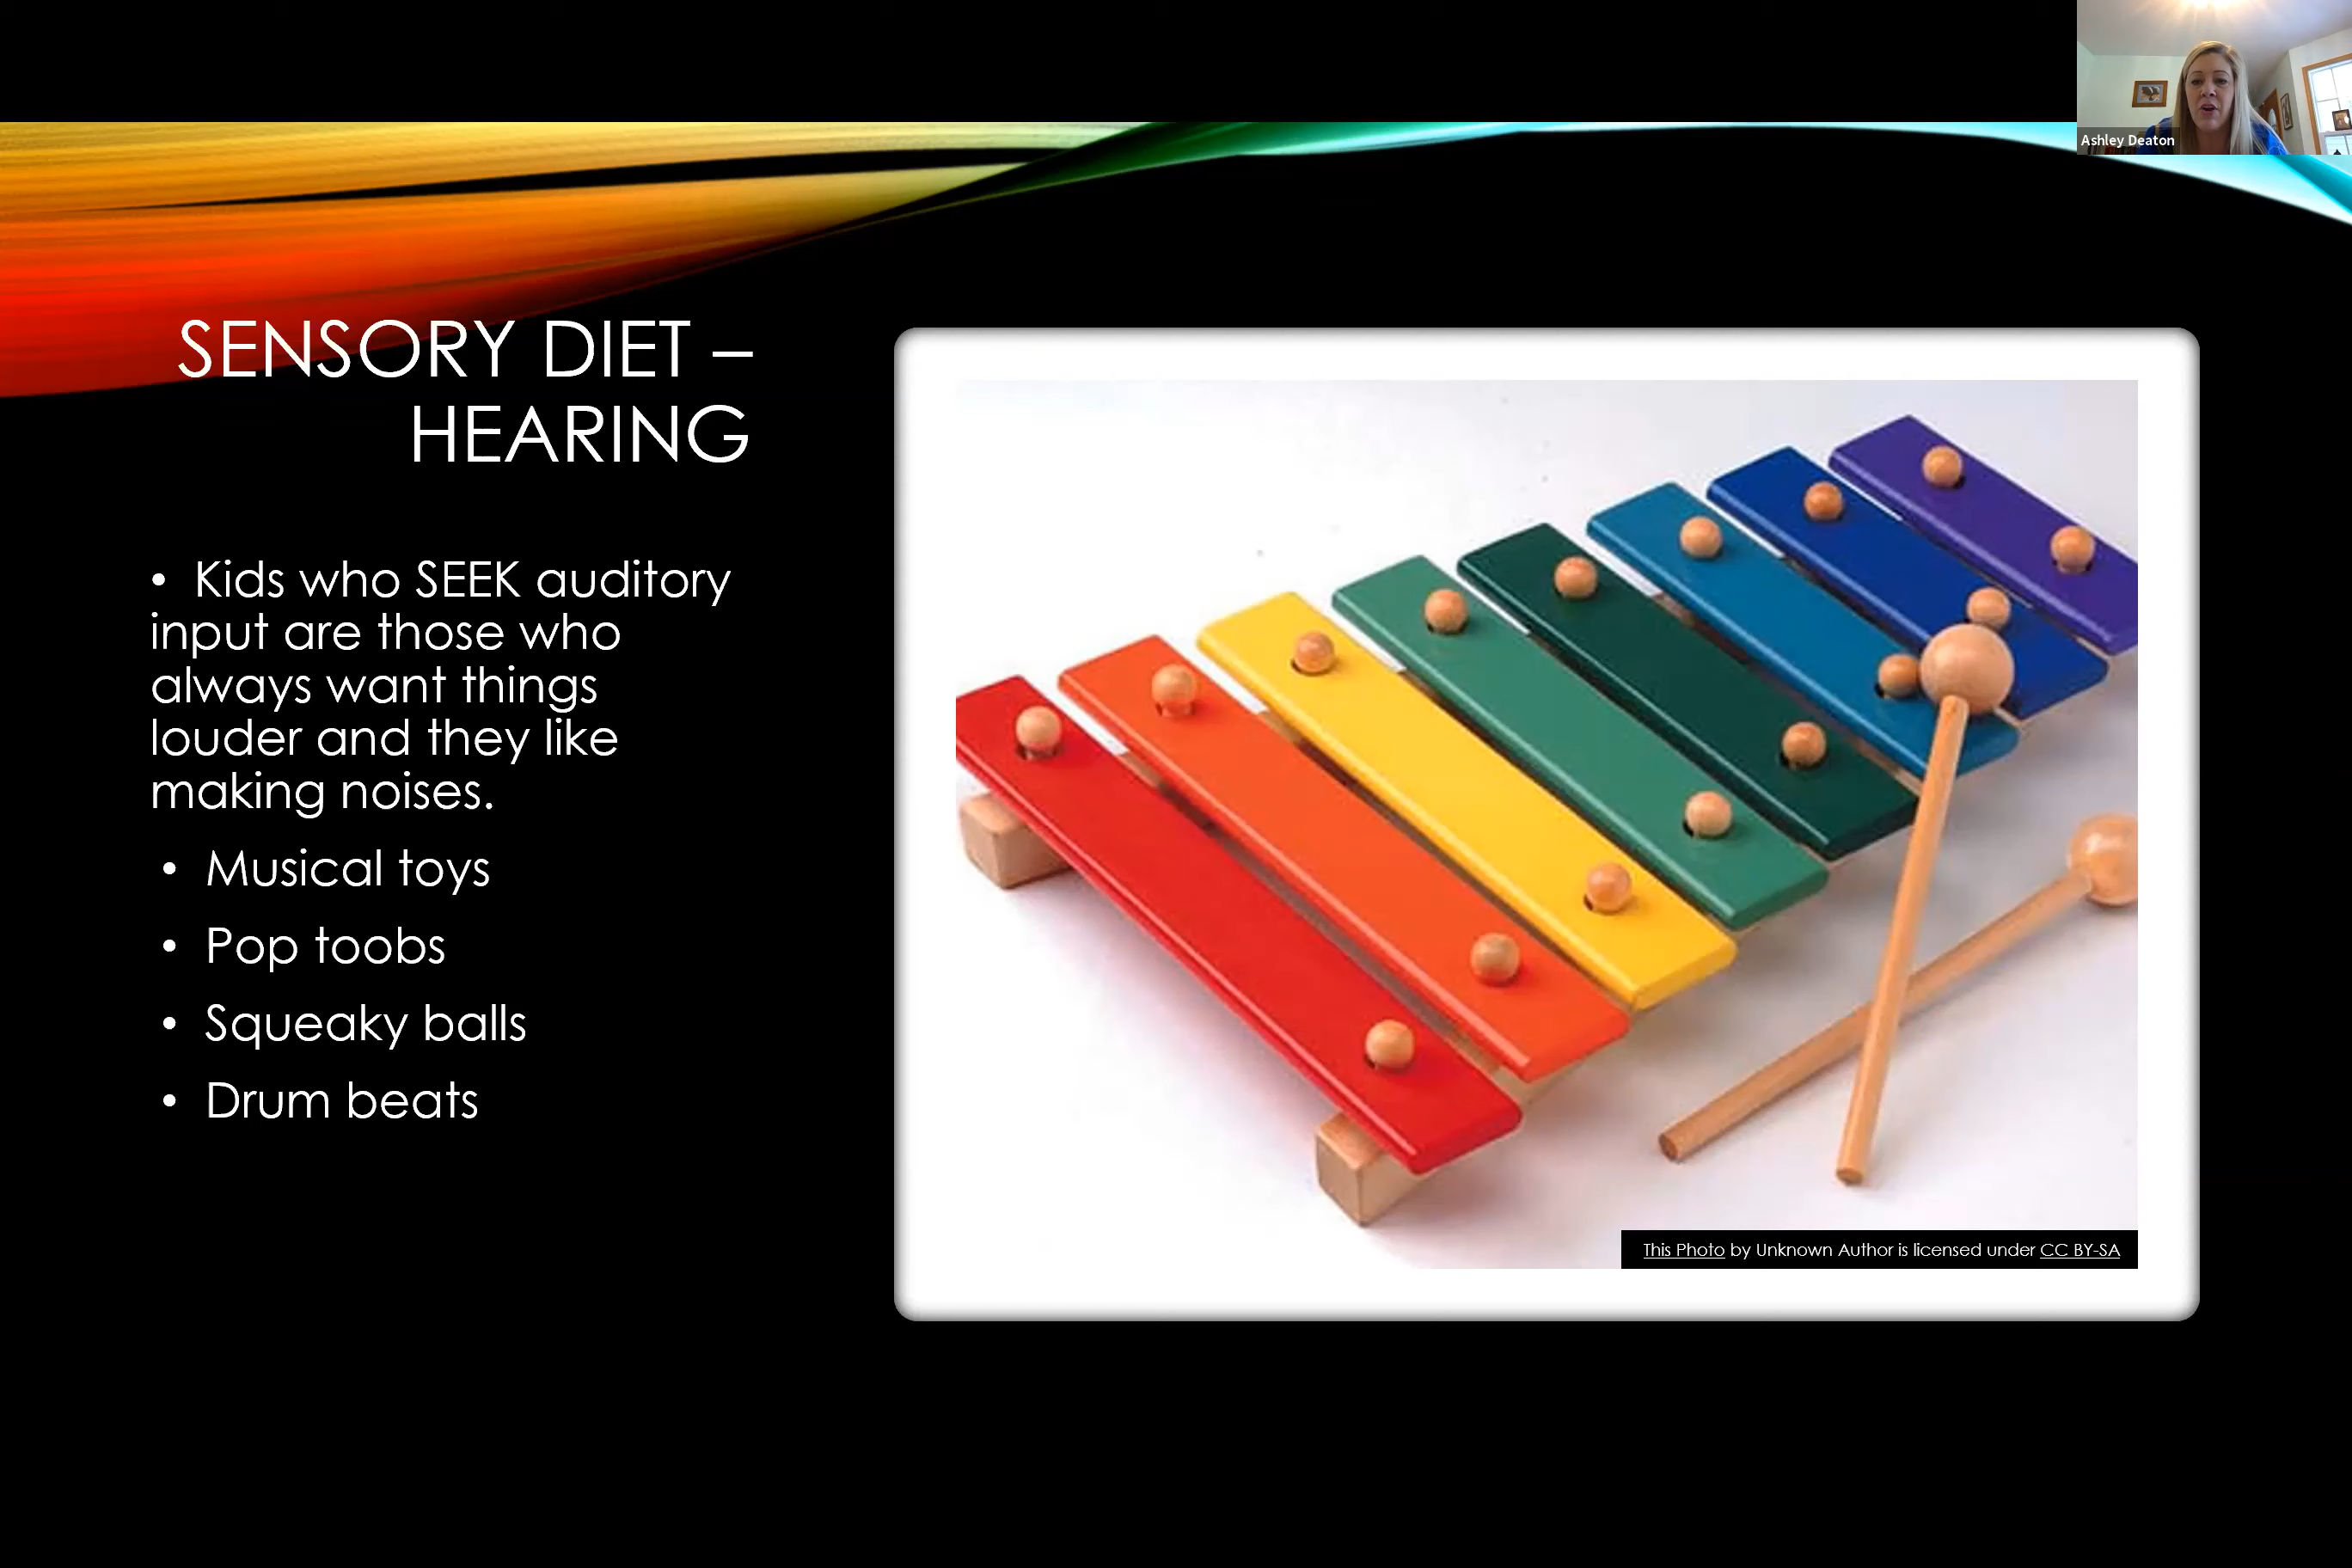 Ashley Deaton
SENSORY DIET –
HEARING
• Kids who SEEK auditory
input are those who
always want things
louder and they like
making noises.
• Musical toys
• Pop toobs
• Squeaky balls
• Drum beats
This Photo by Unknown Author is licensed under CC BY-SA